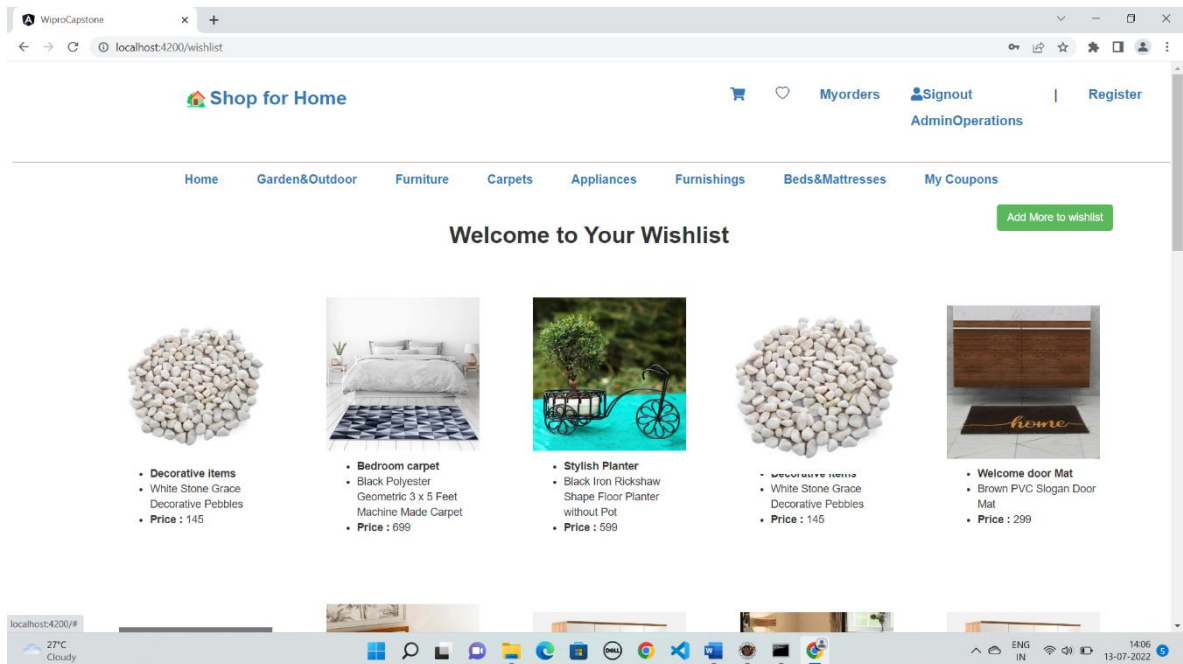 WiproCapstone
localhost:4200/wishlist
Shop for Home
Myorders
Signout
|
Register
AdminOperations
Home Garden&Outdoor Furniture Carpets Appliances Furnishings Beds&Mattresses My Coupons
Add More to wishlist
Welcome to Your Wishlist
home
Decorative items
White Stone Grace
Decorative Pebbles
Price : 145
Bedroom carpet
Black Polyester
Geometric 3 x 5 Feet
Machine Made Carpet
Price : 699
Stylish Planter
Black Iron Rickshaw
Shape Floor Planter
without Pot
Price : 599
Decorative items
White Stone Grace
Decorative Pebbles
Price : 145
Welcome door Mat
Brown PVC Slogan Door
Mat
Price : 299
localhost:4200/#
27°C
Cloudy
DELL
ENG
IN
14:06
13-07-2022
5